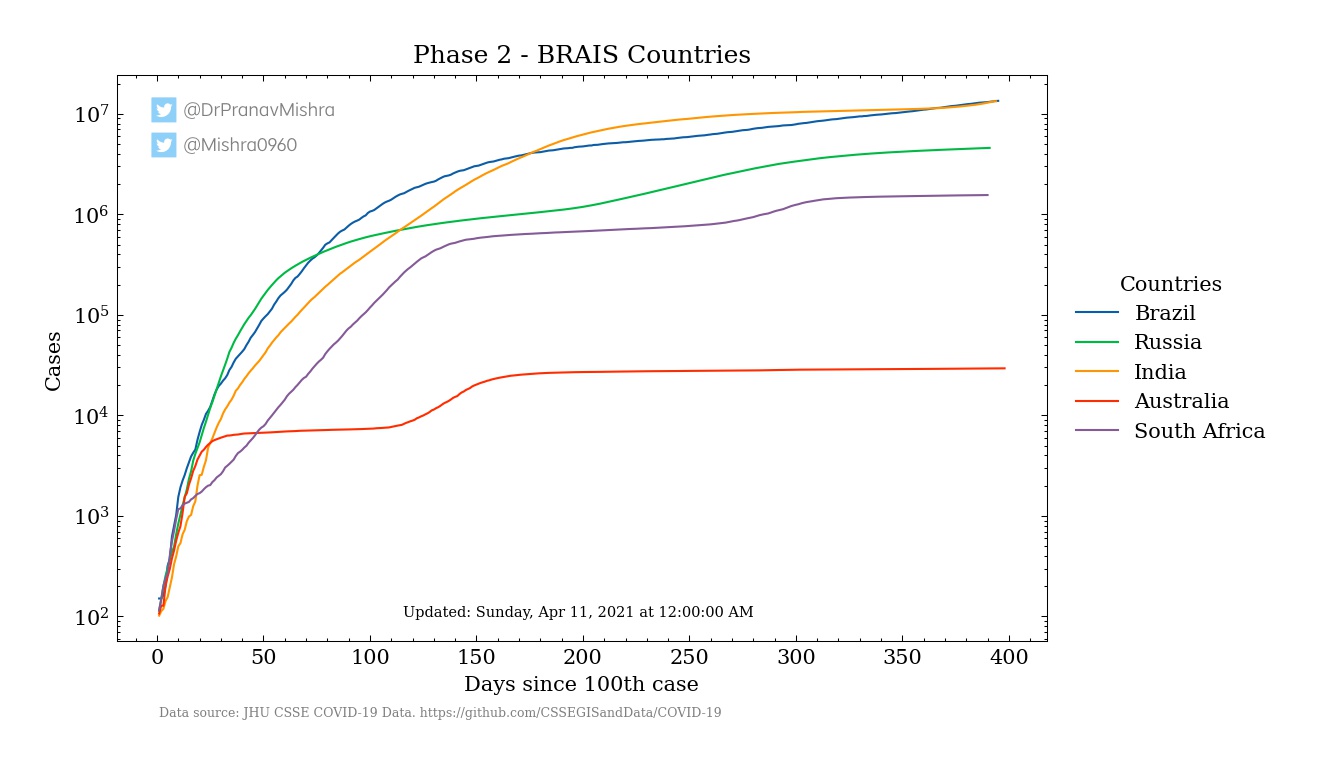 Phase 2 - BRAIS Countries
@DrPranavMishra
@Mishra0960
10^7
10^6
10^5
10^4
10^3
10^2
Cases
Updated: Sunday, Apr 11, 2021 at 12:00:00 AM
0 50 100 150 200 250 300 350 400
Days since 100th case
Data source: JHU CSSE COVID-19 Data. https://github.com/CSSEGISandData/COVID-19
Countries
Brazil
Russia
India
Australia
South Africa